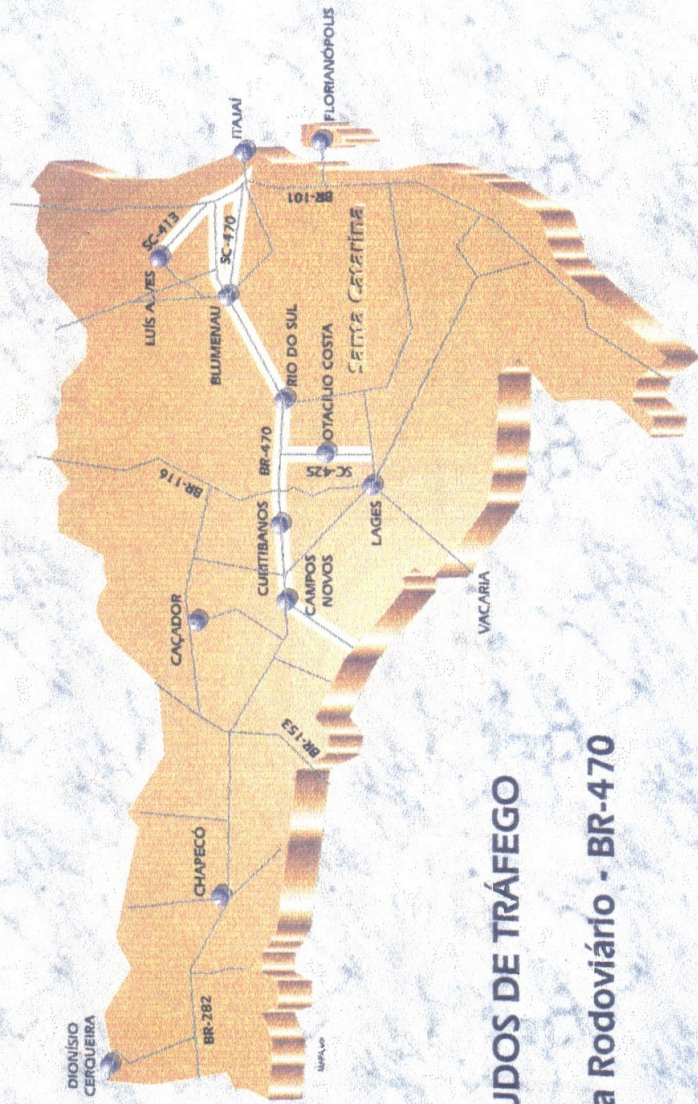 DIONÍSIO
CERQUEIRA
BR-282
CHAPECÓ
BR-153
CAÇADOR
BR-116
CURITIBANOS
CAMPOS
NOVOS
BR-470
SC-425
OTACÍLIO COSTA
LAGES
VACARIA
RIO DO SUL
BLUMENAU
LUÍS ALVES
SC-413
SC-470
ITAJAÍ
BR-101
FLORIANÓPOLIS
Santa Catarina
UDOS DE TRÁFEGO
a Rodoviário - BR-470